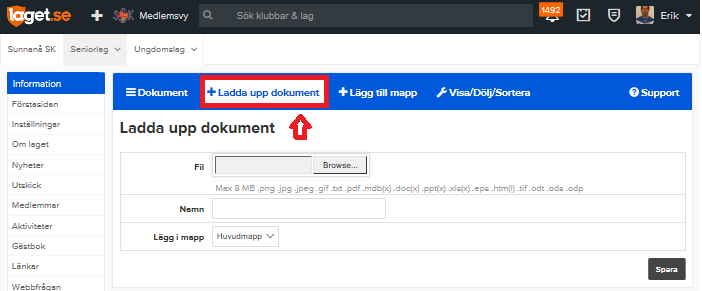 laget.se
Medlemsvy
Sök klubbar & lag
1492
Erik
Sunnanå SK
Seniorlag
Ungdomslag
Information
Förstasidan
Inställningar
Om laget
Nyheter
Utskick
Medlemmar
Aktiviteter
Gästbok
Länkar
Webbfrågan
Dokument
Ladda upp dokument
Lägg till mapp
Visa/Dölj/Sortera
Support
Ladda upp dokument
Fil
Browse...
Max 8 MB .png .jpg .jpeg .gif .txt .pdf .mdb(x) .doc(x) .ppt(x) .xls(x) .eps .htm(l) .tif .odt .ods .odp
Namn
Lägg i mapp
Huvudmapp
Spara